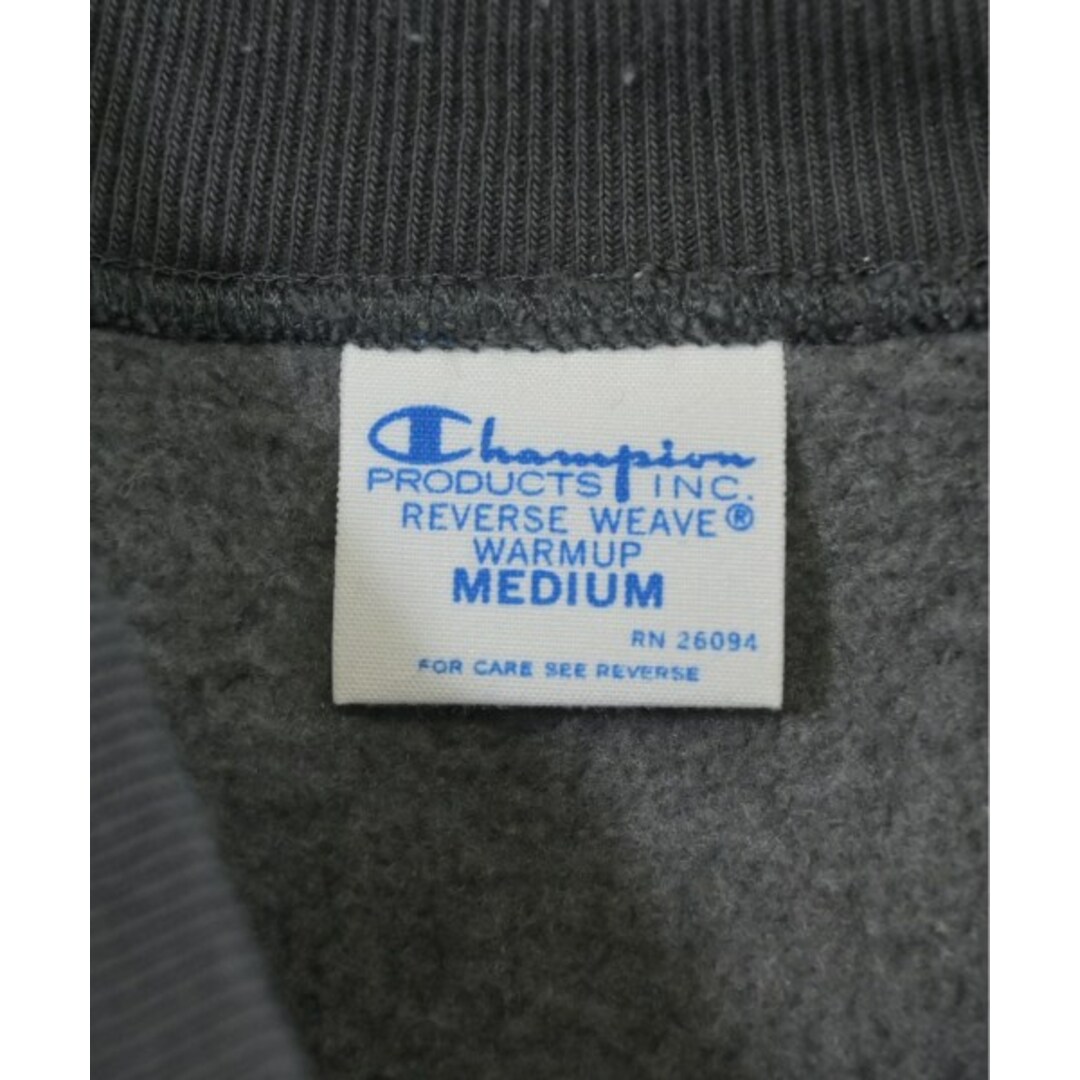 Champion
PRODUCTS INC.
REVERSE WEAVE®
WARMUP
MEDIUM
RN 26094
FOR CARE SEE REVERSE